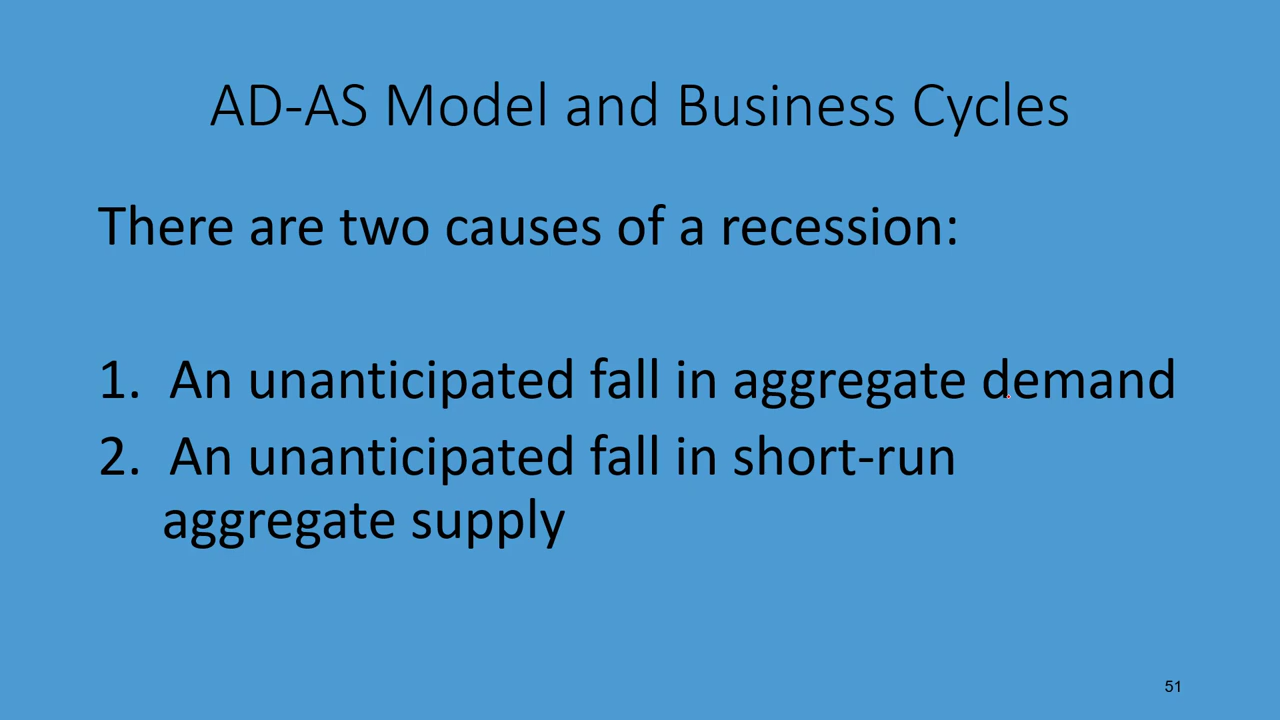 AD-AS Model and Business Cycles
There are two causes of a recession:
1. An unanticipated fall in aggregate demand
2. An unanticipated fall in short-run
aggregate supply
51